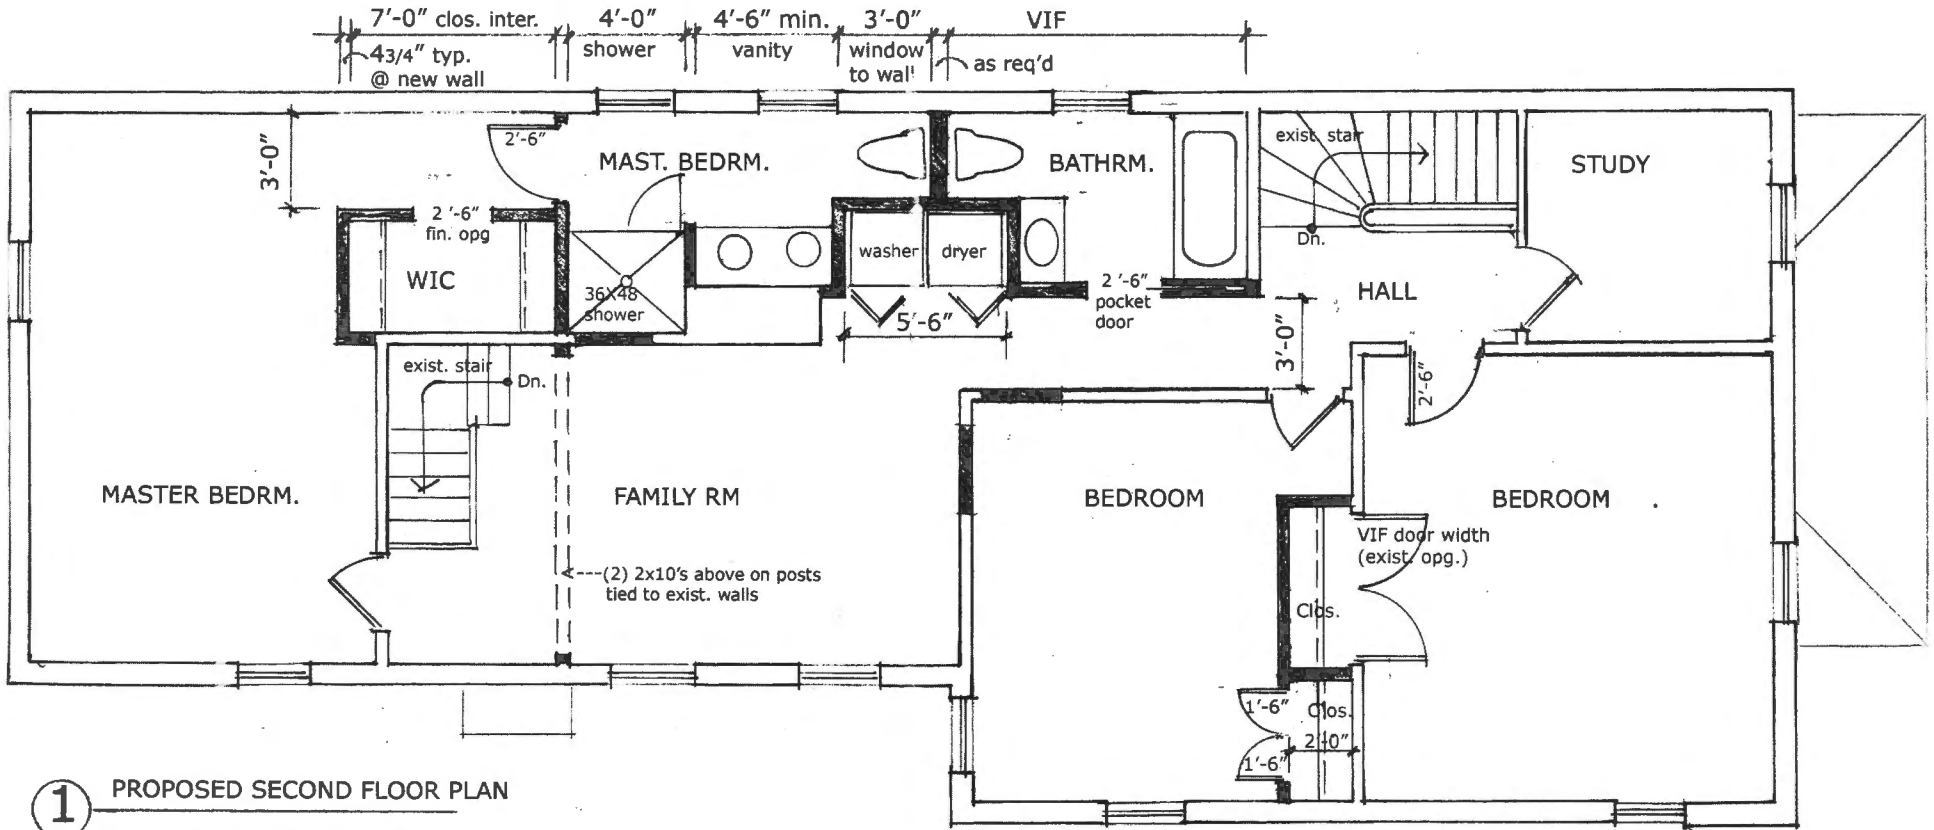 7'-0" clos. inter.
4'-0"
shower
4'-6" min.
vanity
3'-0"
window
to wall
VIF
as req'd
4 3/4" typ.
@ new wall
3'-0"
2'-6"
MAST. BEDRM.
BATHRM.
exist. stair
STUDY
2'-6"
fin. opg
WIC
36X48
shower
washer
dryer
Dn.
2'-6"
pocket
door
HALL
5'-6"
3'-0"
exist. stair
Dn.
2'-6"
MASTER BEDRM.
FAMILY RM
BEDROOM
BEDROOM
VIF door width
(exist. opg.)
(2) 2x10's above on posts
tied to exist. walls
Clos.
1'-6"
Clos.
2'-0"
1'-6"
1
PROPOSED SECOND FLOOR PLAN